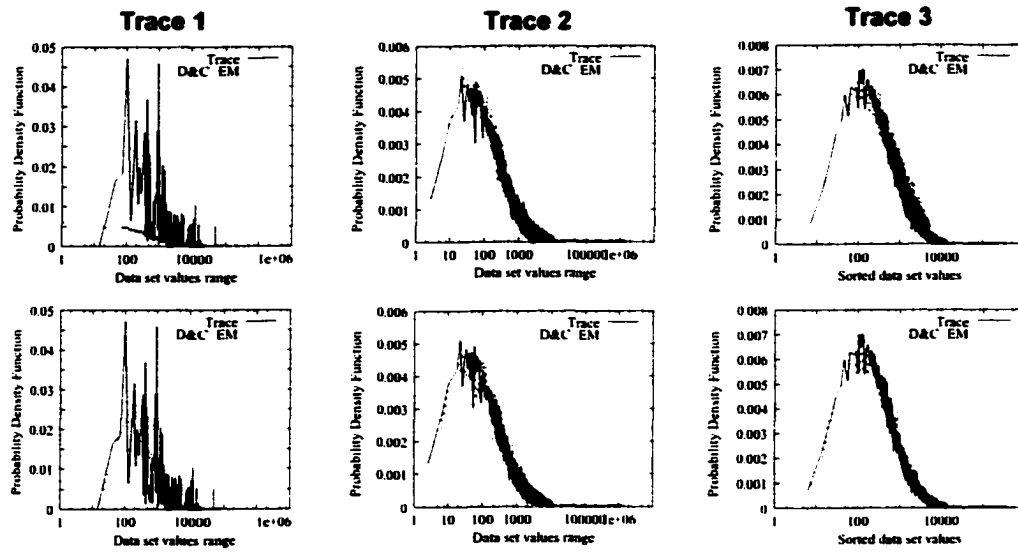 Trace 1 Trace 2 Trace 3
0.05
0.04
0.03
0.02
0.01
0
Probability Density Function
Trace
D&C EM
1 100 10000 1e+06
Data set values range
0.006
0.005
0.004
0.003
0.002
0.001
0
Probability Density Function
Trace
D&C EM
1 10 100 1000 100000 1e+06
Data set values range
0.008
0.007
0.006
0.005
0.004
0.003
0.002
0.001
0
Probability Density Function
Trace
D&C EM
1 100 10000
Sorted data set values
0.05
0.04
0.03
0.02
0.01
0
Probability Density Function
Trace
D&C EM
1 100 10000 1e+06
Data set values range
0.006
0.005
0.004
0.003
0.002
0.001
0
Probability Density Function
Trace
D&C EM
1 10 100 1000 100000 1e+06
Data set values range
0.008
0.007
0.006
0.005
0.004
0.003
0.002
0.001
0
Probability Density Function
Trace
D&C EM
1 100 10000
Sorted data set values